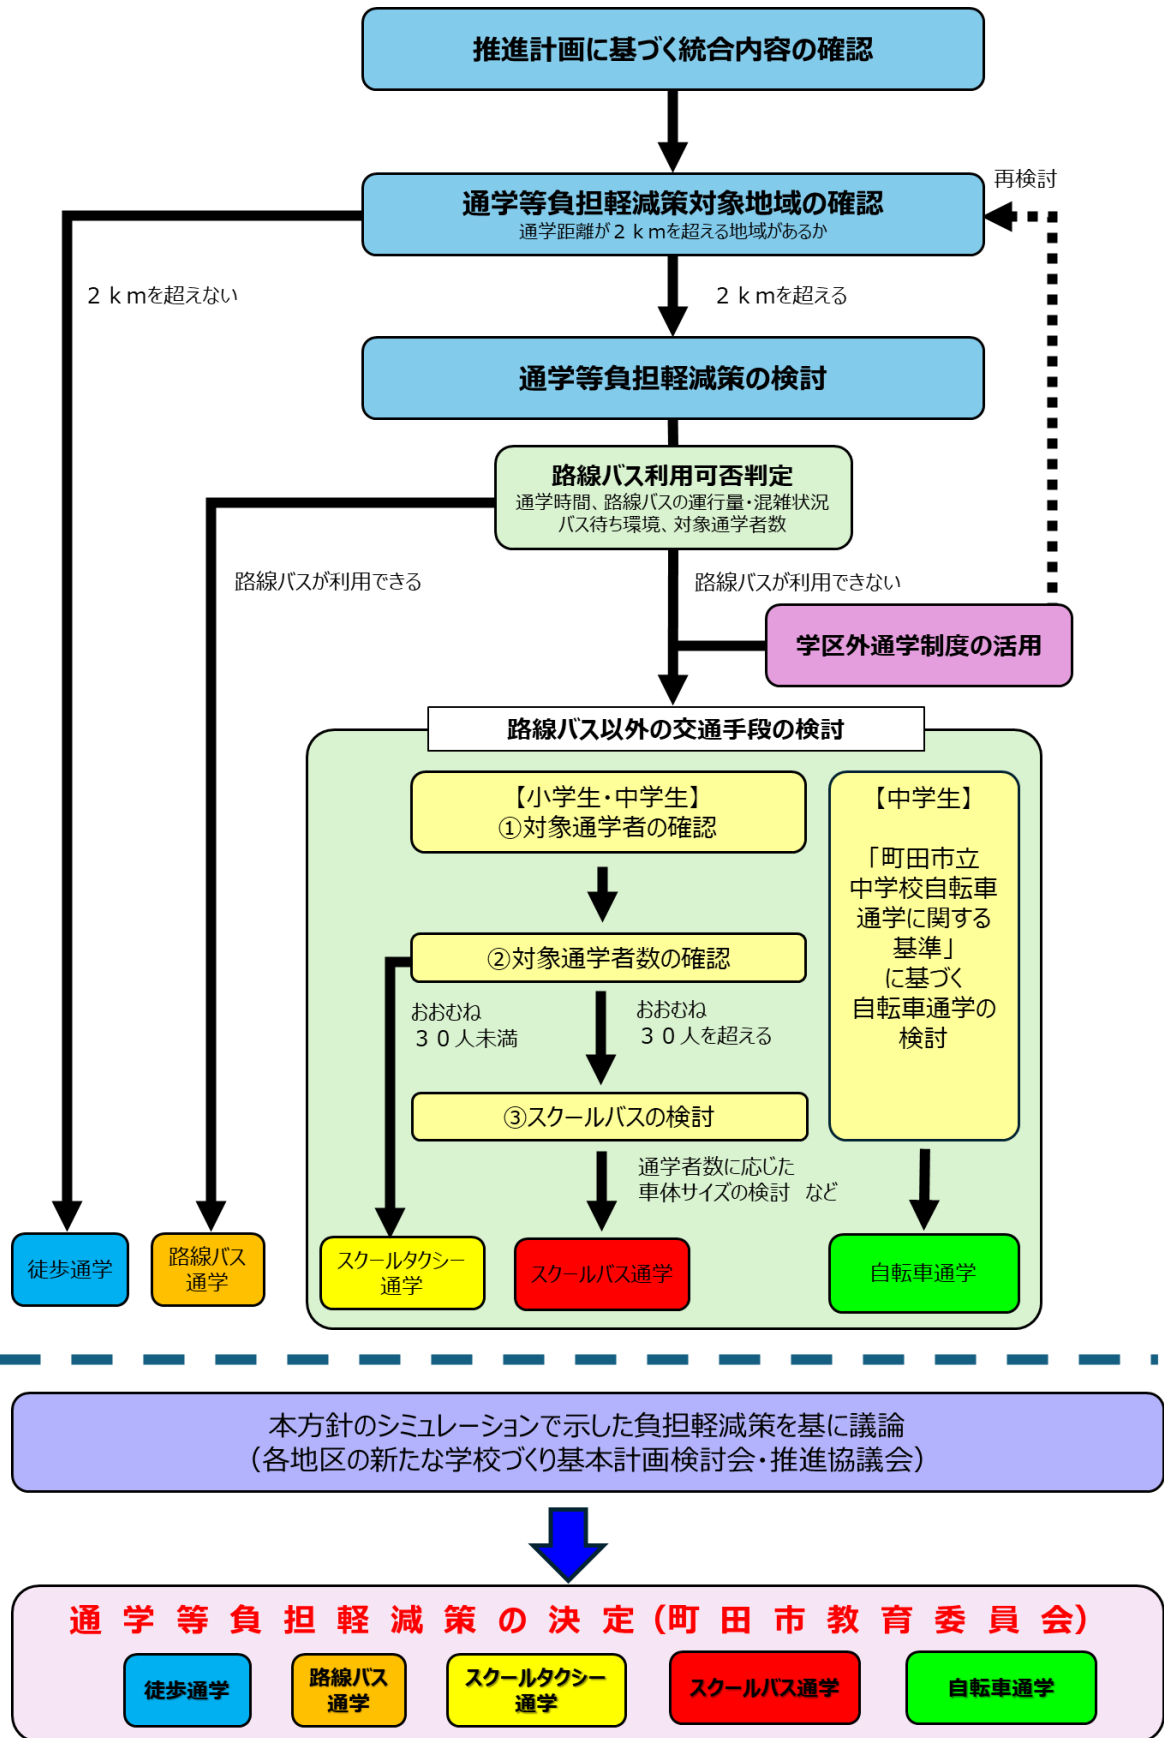 推進計画に基づく統合内容の確認
再検討
通学等負担軽減策対象地域の確認
通学距離が２ｋｍを超える地域があるか
２ｋｍを超えない
２ｋｍを超える
通学等負担軽減策の検討
路線バス利用可否判定
通学時間、路線バスの運行量・混雑状況
バス待ち環境、対象通学者数
路線バスが利用できる
路線バスが利用できない
学区外通学制度の活用
路線バス以外の交通手段の検討
【小学生・中学生】
①対象通学者の確認
②対象通学者数の確認
おおむね
３０人未満
おおむね
３０人を超える
③スクールバスの検討
通学者数に応じた
車体サイズの検討　など
【中学生】
「町田市立
中学校自転車
通学に関する
基準」
に基づく
自転車通学の
検討
徒歩通学
路線バス
通学
スクールタクシー
通学
スクールバス通学
自転車通学
本方針のシミュレーションで示した負担軽減策を基に議論
（各地区の新たな学校づくり基本計画検討会・推進協議会）
通学等負担軽減策の決定（町田市教育委員会）
徒歩通学
路線バス
通学
スクールタクシー
通学
スクールバス通学
自転車通学